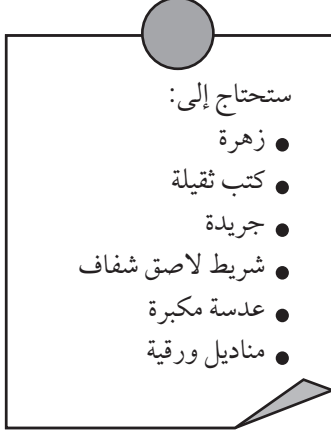 ستحتاج إلى:
• زهرة
• كتب ثقيلة
• جريدة
• شريط لاصق شفاف
• عدسة مكبرة
• مناديل ورقية